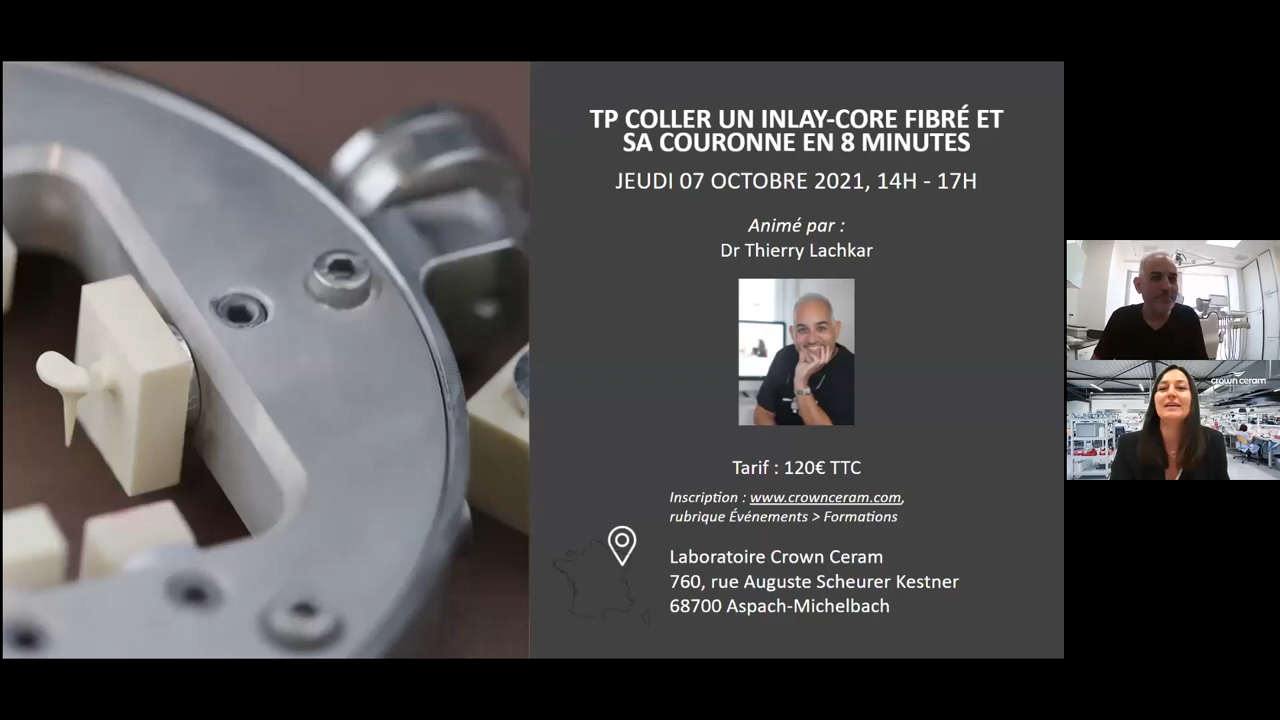 TP COLLER UN INLAY-CORE FIBRÉ ET
SA COURONNE EN 8 MINUTES
JEUDI 07 OCTOBRE 2021, 14H - 17H
Animé par :
Dr Thierry Lachkar
Tarif : 120€ TTC
Inscription : www.crownceram.com,
rubrique Événements > Formations
Laboratoire Crown Ceram
760, rue Auguste Scheurer Kestner
68700 Aspach-Michelbach
crown ceram